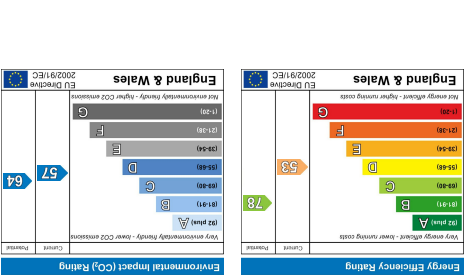 Energy Efficiency Rating
Current
Potential
Very energy efficient - lower running costs
(92 plus) A
(81-91) B
(69-80) C
(55-68) D
(39-54) E
(21-38) F
(1-20) G
Not energy efficient - higher running costs
53
78
England & Wales
EU Directive
2002/91/EC
Environmental Impact (CO₂) Rating
Current
Potential
Very environmentally friendly - lower CO2 emissions
(92 plus) A
(81-91) B
(69-80) C
(55-68) D
(39-54) E
(21-38) F
(1-20) G
Not environmentally friendly - higher CO2 emissions
57
64
England & Wales
EU Directive
2002/91/EC